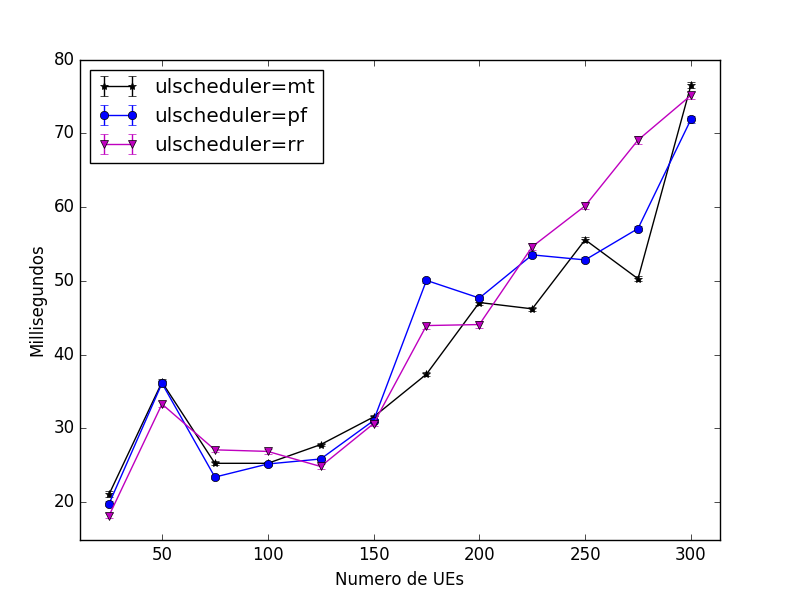 80
70
60
50
40
30
20
Millisegundos
ulscheduler=mt
ulscheduler=pf
ulscheduler=rr
50 100 150 200 250 300
Numero de UEs